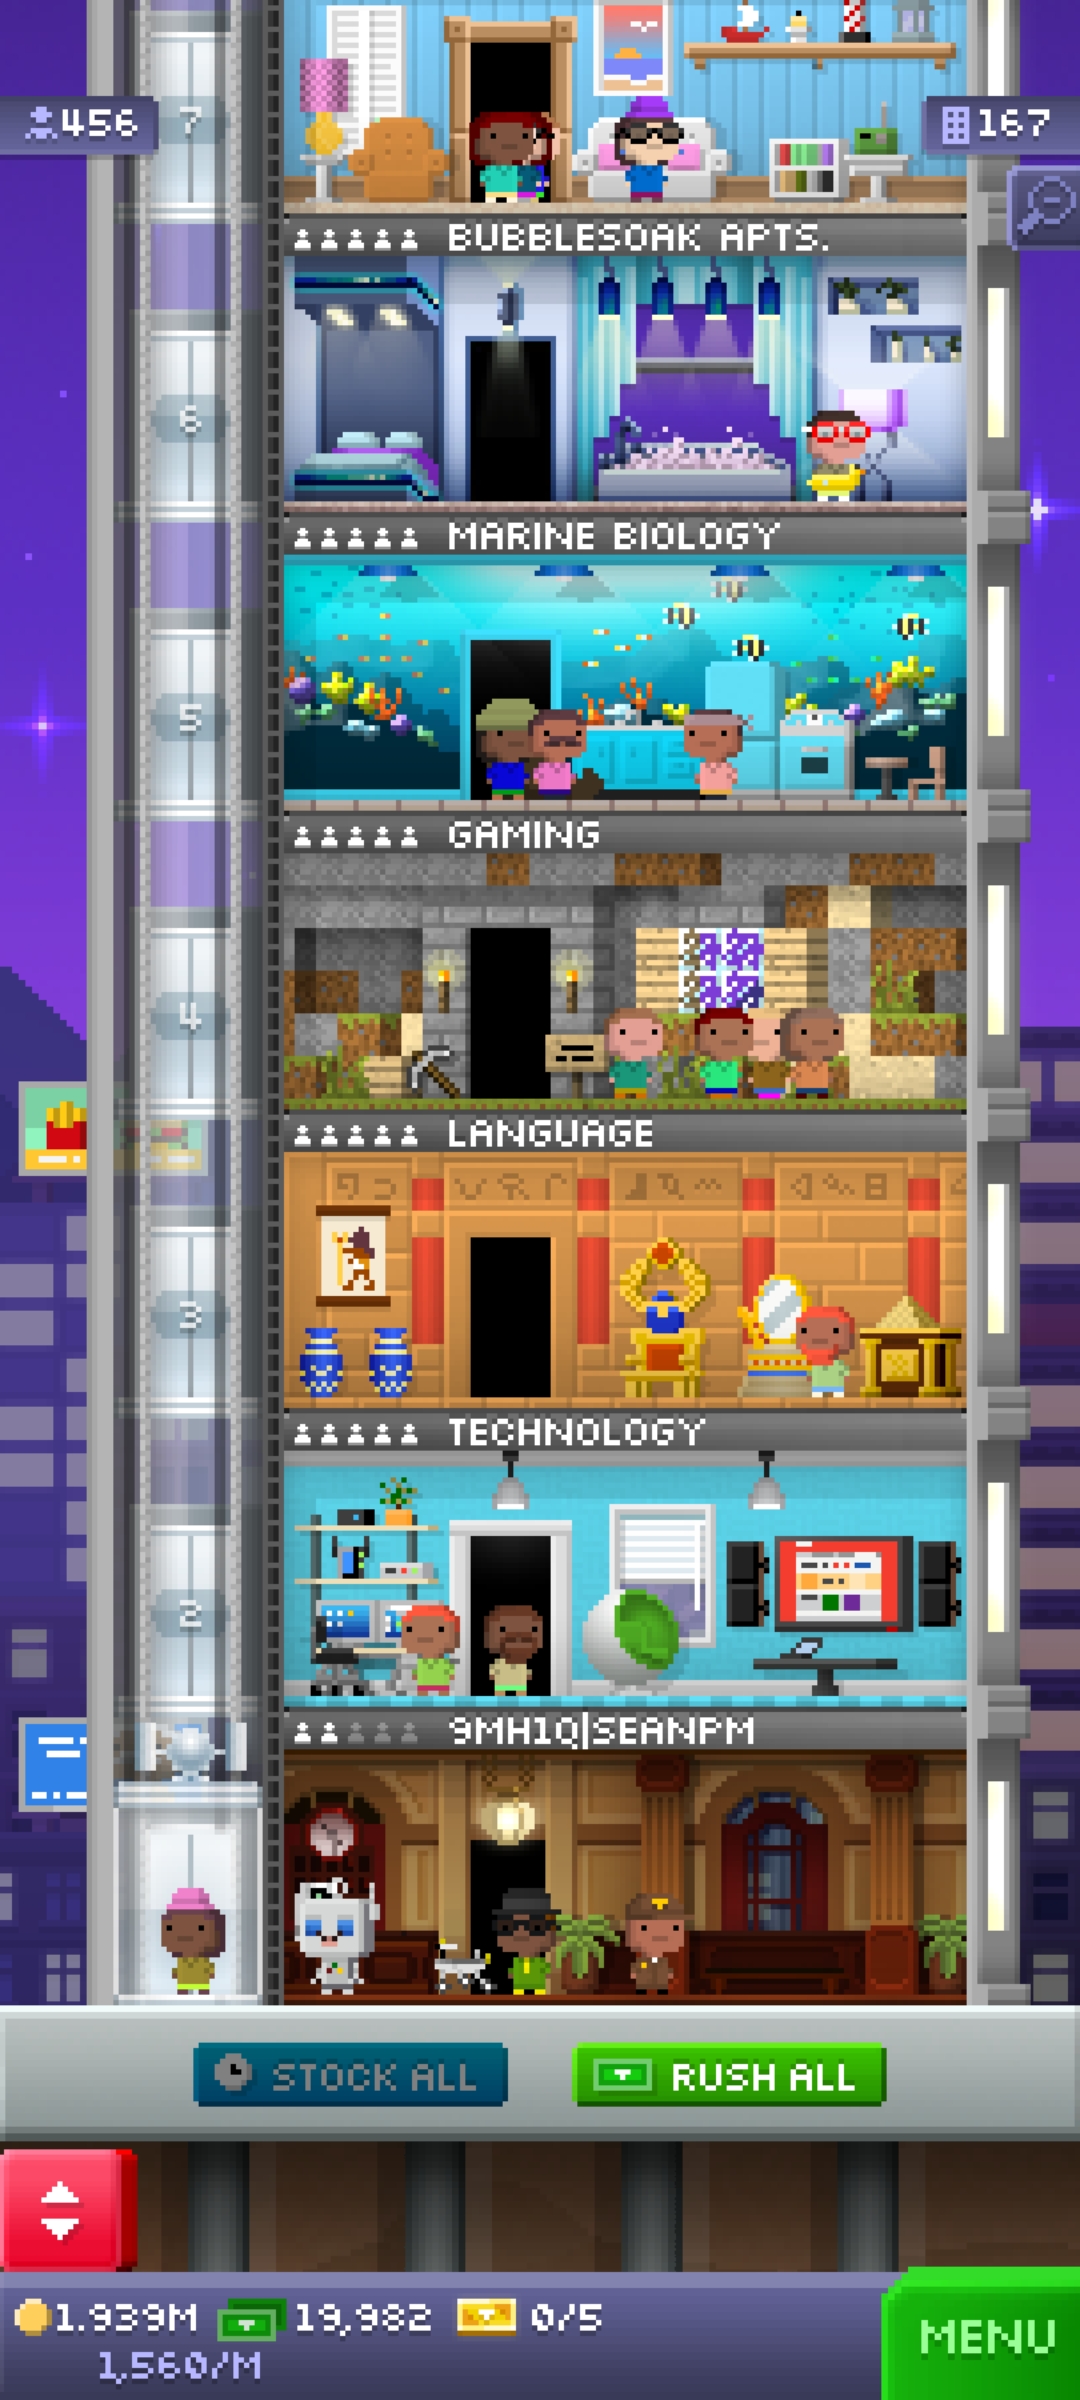 7
456
167
BUBBLESOAK APTS.
6
MARINE BIOLOGY
5
GAMING
4
LANGUAGE
3
TECHNOLOGY
2
9MH1Q|SEANPM
STOCK ALL
RUSH ALL
1.939M
19,982
0/5
1,560/M
MENU